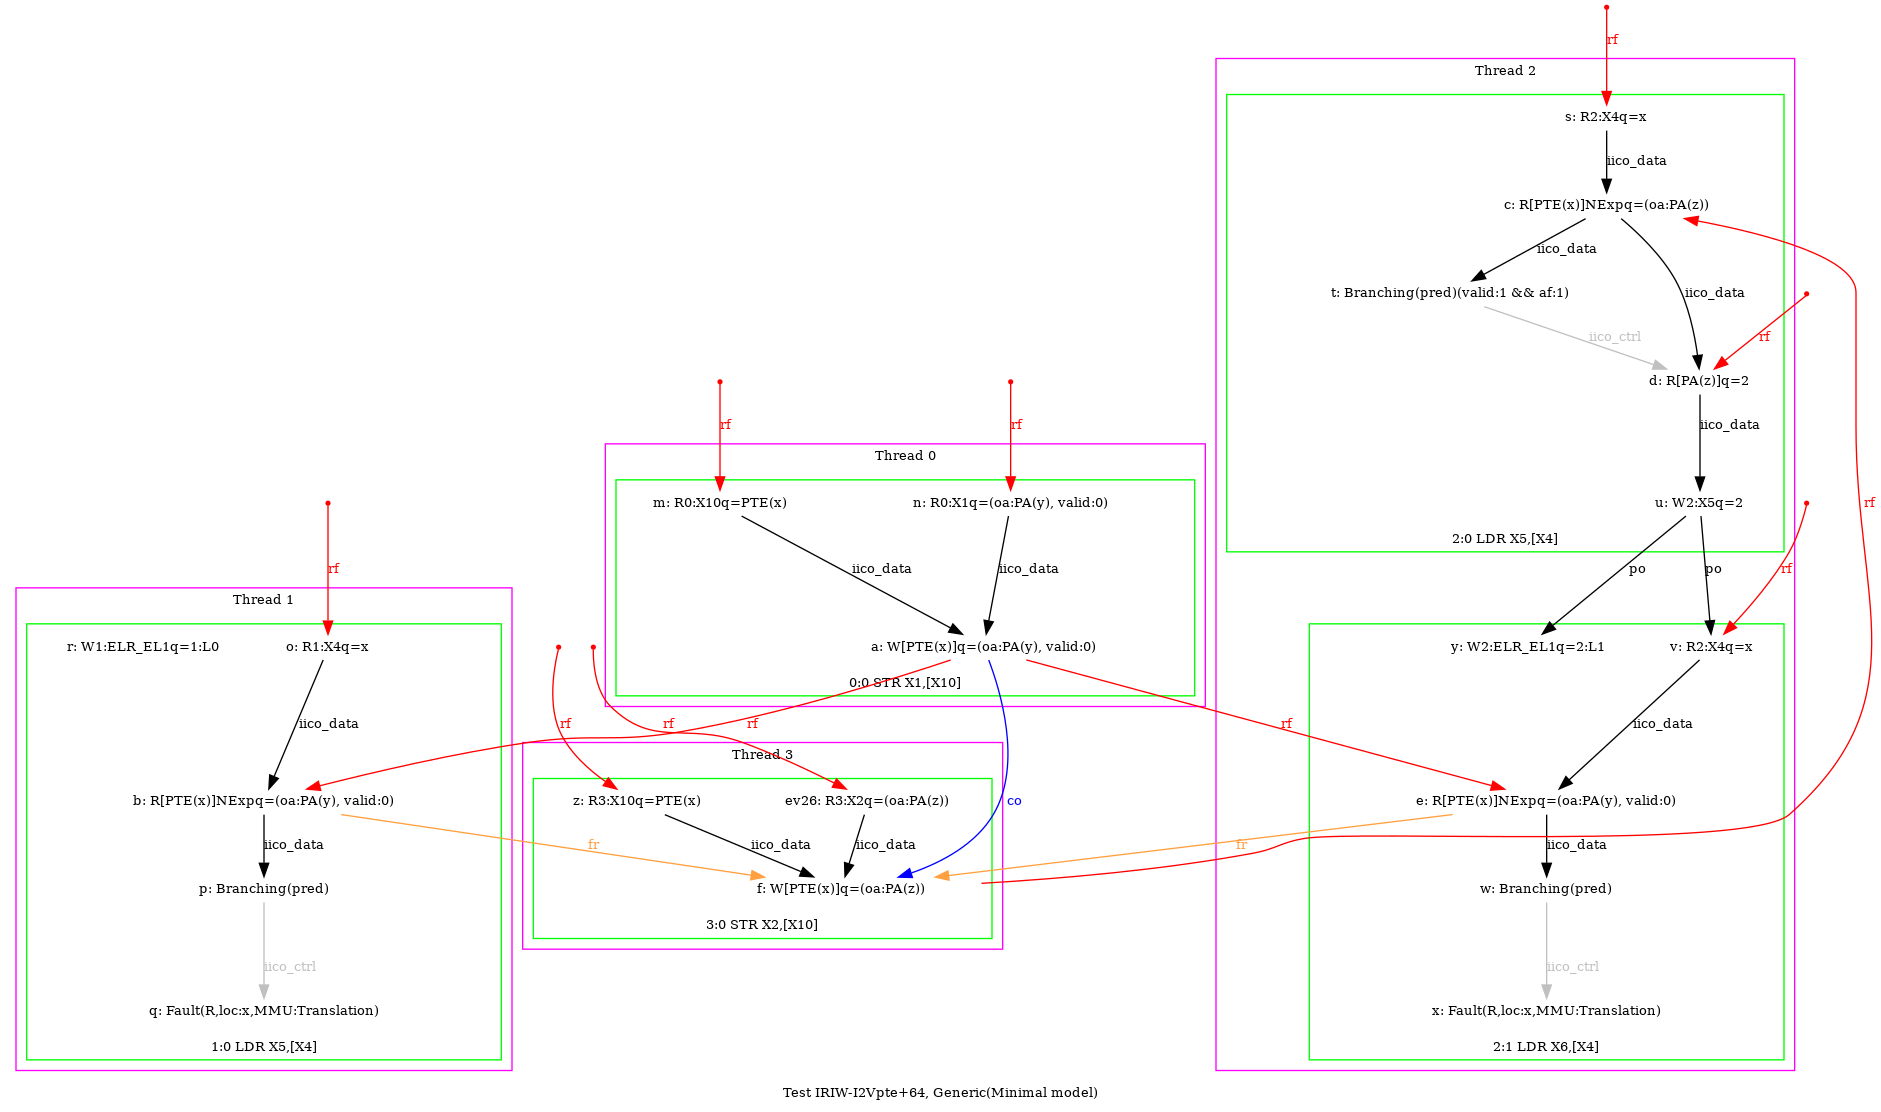 rf
Thread 2
s: R2:X4q=x
iico_data
c: R[PTE(x)]NExpq=(oa:PA(z))
iico_data
t: Branching(pred)(valid:1 && af:1)
iico_data
iico_ctrl
rf
d: R[PA(z)]q=2
iico_data
u: W2:X5q=2
2:0 LDR X5,[X4]
rf
po
po
rf
rf
rf
Thread 0
m: R0:X10q=PTE(x)
n: R0:X1q=(oa:PA(y), valid:0)
iico_data
iico_data
a: W[PTE(x)]q=(oa:PA(y), valid:0)
0:0 STR X1,[X10]
rf
Thread 1
r: W1:ELR_EL1q=1:L0
o: R1:X4q=x
iico_data
b: R[PTE(x)]NExpq=(oa:PA(y), valid:0)
iico_data
p: Branching(pred)
iico_ctrl
q: Fault(R,loc:x,MMU:Translation)
1:0 LDR X5,[X4]
rf
rf
rf
rf
Thread 3
z: R3:X10q=PTE(x)
ev26: R3:X2q=(oa:PA(z))
co
fr
iico_data
iico_data
fr
f: W[PTE(x)]q=(oa:PA(z))
3:0 STR X2,[X10]
y: W2:ELR_EL1q=2:L1
v: R2:X4q=x
iico_data
e: R[PTE(x)]NExpq=(oa:PA(y), valid:0)
iico_data
w: Branching(pred)
iico_ctrl
x: Fault(R,loc:x,MMU:Translation)
2:1 LDR X6,[X4]
Test IRIW-I2Vpte+64, Generic(Minimal model)